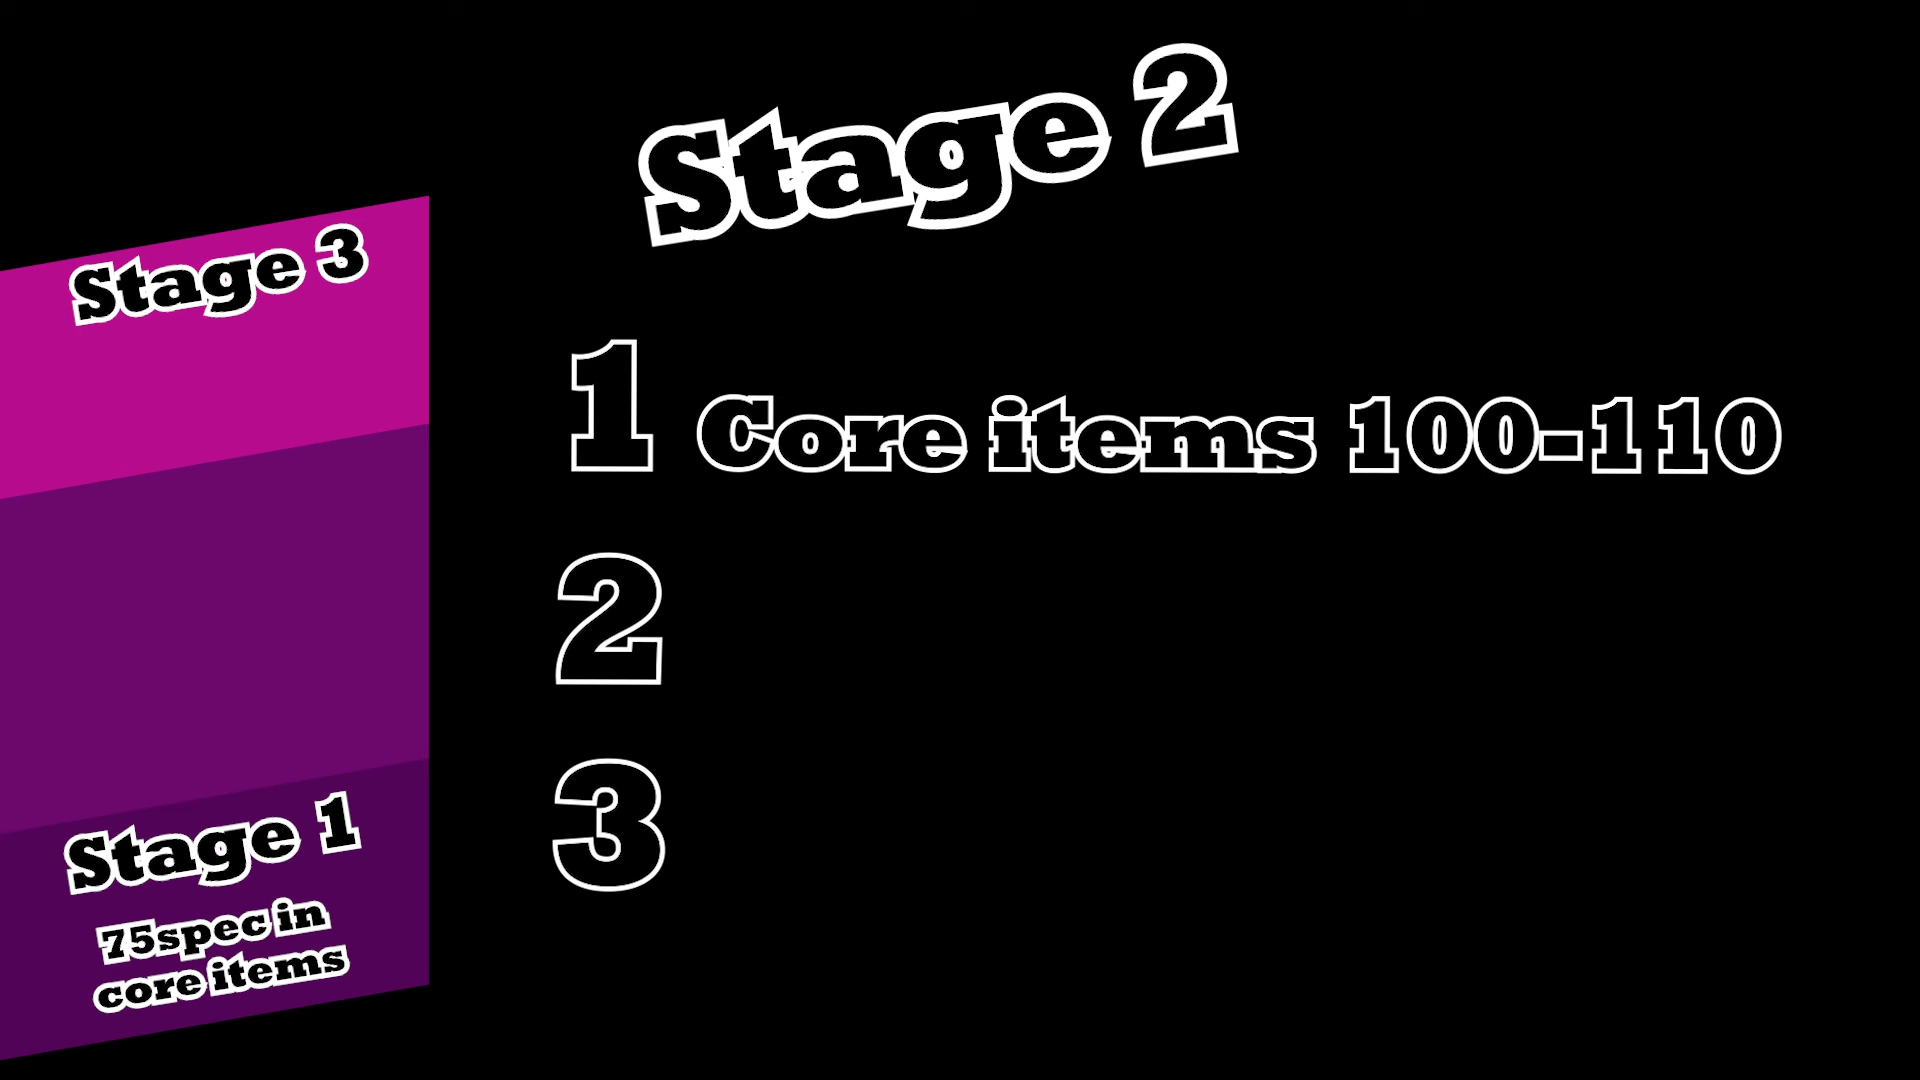 Stage 2
Stage 3
1 Core items 100-110
2
3
Stage 1
75spec in
core items